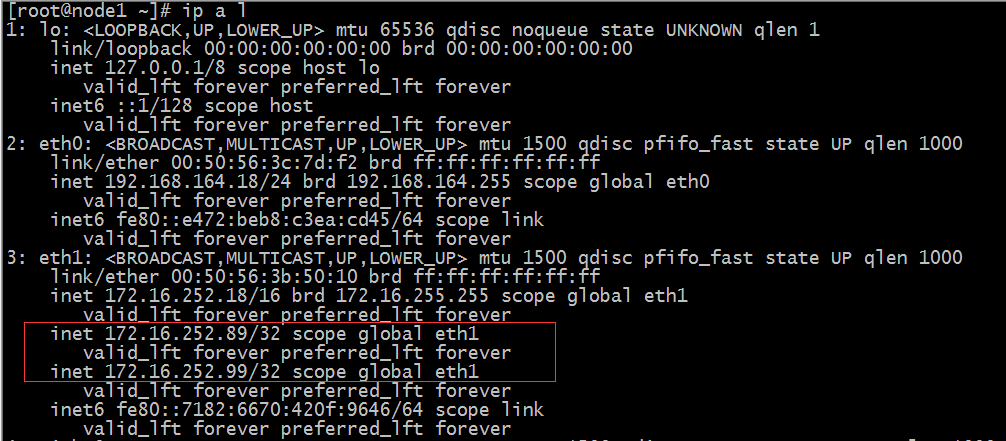 [root@node1 ~]# ip a l
1: lo: <LOOPBACK,UP,LOWER_UP> mtu 65536 qdisc noqueue state UNKNOWN qlen 1
    link/loopback 00:00:00:00:00:00 brd 00:00:00:00:00:00
    inet 127.0.0.1/8 scope host lo
       valid_lft forever preferred_lft forever
    inet6 ::1/128 scope host
       valid_lft forever preferred_lft forever
2: eth0: <BROADCAST,MULTICAST,UP,LOWER_UP> mtu 1500 qdisc pfifo_fast state UP qlen 1000
    link/ether 00:50:56:3c:7d:f2 brd ff:ff:ff:ff:ff:ff
    inet 192.168.164.18/24 brd 192.168.164.255 scope global eth0
       valid_lft forever preferred_lft forever
    inet6 fe80::e472:beb8:c3ea:cd45/64 scope link
       valid_lft forever preferred_lft forever
3: eth1: <BROADCAST,MULTICAST,UP,LOWER_UP> mtu 1500 qdisc pfifo_fast state UP qlen 1000
    link/ether 00:50:56:3b:50:10 brd ff:ff:ff:ff:ff:ff
    inet 172.16.252.18/16 brd 172.16.255.255 scope global eth1
       valid_lft forever preferred_lft forever
    inet 172.16.252.89/32 scope global eth1
       valid_lft forever preferred_lft forever
    inet 172.16.252.99/32 scope global eth1
       valid_lft forever preferred_lft forever
    inet6 fe80::7182:6670:420f:9646/64 scope link
       valid_lft forever preferred_lft forever